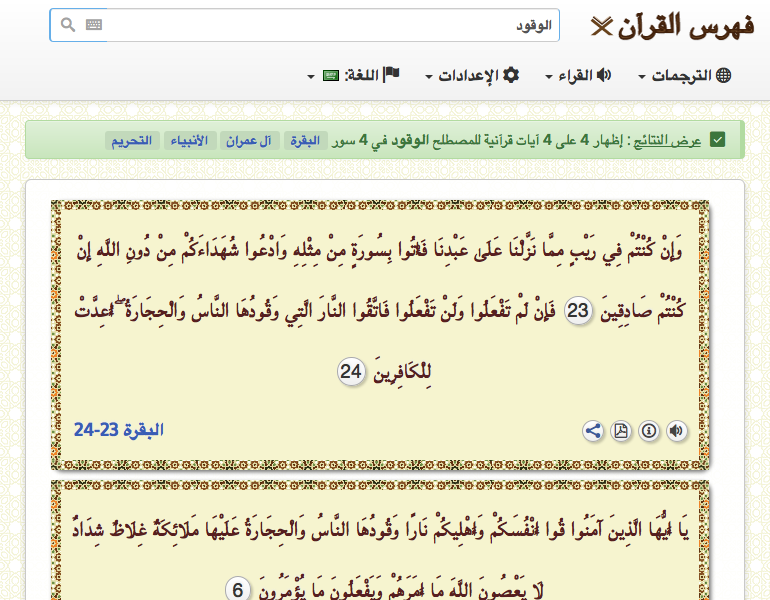 فهرس القرآن
الوقود
الترجمات القراء الإعدادات اللغة:
عرض النتائج : إظهار 4 على 4 آيات قرآنية للمصطلح الوقود في 4 سور البقرة آل عمران الأنبياء التحريم
وَإِنْ كُنْتُمْ فِي رَيْبٍ مِمَّا نَزَّلْنَا عَلَىٰ عَبْدِنَا فَأْتُوا بِسُورَةٍ مِنْ مِثْلِهِ وَادْعُوا شُهَدَاءَكُمْ مِنْ دُونِ اللَّهِ إِنْ
كُنْتُمْ صَادِقِينَ 23 فَإِنْ لَمْ تَفْعَلُوا وَلَنْ تَفْعَلُوا فَاتَّقُوا النَّارَ الَّتِي وَقُودُهَا النَّاسُ وَالْحِجَارَةُ ۖ أُعِدَّتْ
لِلْكَافِرِينَ 24
البقرة 23-24
يَا أَيُّهَا الَّذِينَ آمَنُوا قُوا أَنْفُسَكُمْ وَأَهْلِيكُمْ نَارًا وَقُودُهَا النَّاسُ وَالْحِجَارَةُ عَلَيْهَا مَلَائِكَةٌ غِلَاظٌ شِدَادٌ
لَا يَعْصُونَ اللَّهَ مَا أَمَرَهُمْ وَيَفْعَلُونَ مَا يُؤْمَرُونَ 6